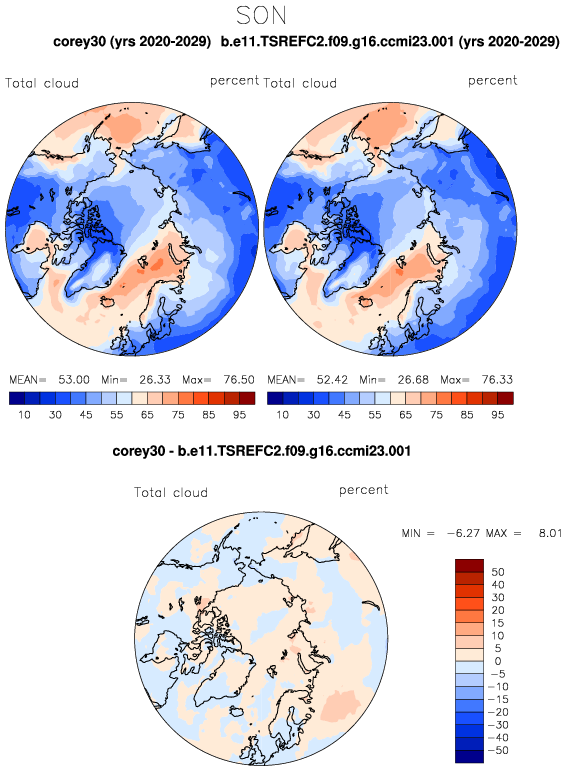 SON
corey30 (yrs 2020-2029) b.e11.TSREFC2.f09.g16.ccmi23.001 (yrs 2020-2029)
Total cloud percent Total cloud percent
MEAN= 53.00 Min= 26.33 Max= 76.50 MEAN= 52.42 Min= 26.68 Max= 76.33
10 30 45 55 65 75 85 95 10 30 45 55 65 75 85 95
corey30 - b.e11.TSREFC2.f09.g16.ccmi23.001
Total cloud percent
MIN = -6.27 MAX = 8.01
50
40
30
20
15
10
5
0
-5
-10
-15
-20
-30
-40
-50